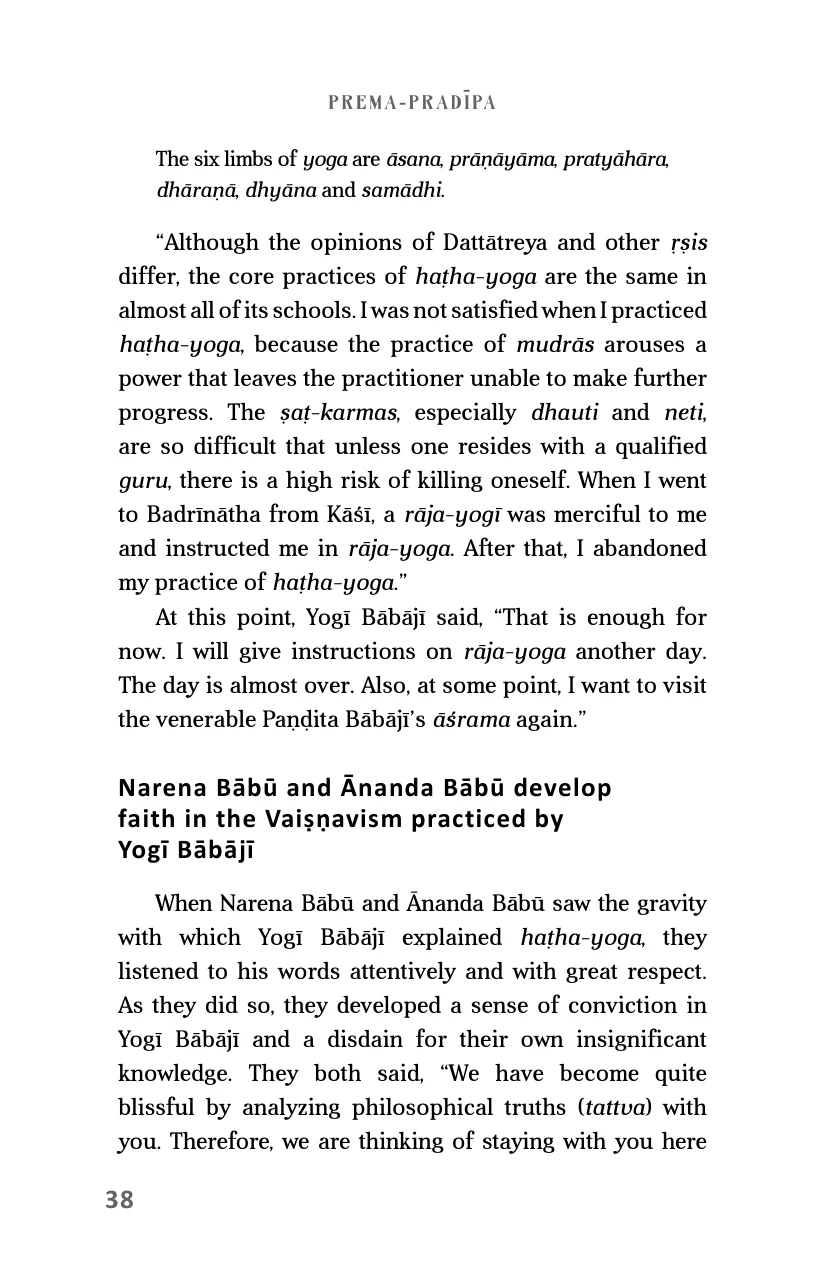 PREMA-PRADĪPA
The six limbs of yoga are āsana, prāṇāyāma, pratyāhāra,
dhāraṇā, dhyāna and samādhi.
“Although the opinions of Dattātreya and other ṛṣis
differ, the core practices of haṭha-yoga are the same in
almost all of its schools. I was not satisfied when I practiced
haṭha-yoga, because the practice of mudrās arouses a
power that leaves the practitioner unable to make further
progress. The ṣaṭ-karmas, especially dhauti and neti,
are so difficult that unless one resides with a qualified
guru, there is a high risk of killing oneself. When I went
to Badrīnātha from Kāśī, a rāja-yogī was merciful to me
and instructed me in rāja-yoga. After that, I abandoned
my practice of haṭha-yoga.”
At this point, Yogī Bābājī said, “That is enough for
now. I will give instructions on rāja-yoga another day.
The day is almost over. Also, at some point, I want to visit
the venerable Paṇḍita Bābājī’s āśrama again.”
Narena Bābū and Ānanda Bābū develop
faith in the Vaiṣṇavism practiced by
Yogī Bābājī
When Narena Bābū and Ānanda Bābū saw the gravity
with which Yogī Bābājī explained haṭha-yoga, they
listened to his words attentively and with great respect.
As they did so, they developed a sense of conviction in
Yogī Bābājī and a disdain for their own insignificant
knowledge. They both said, “We have become quite
blissful by analyzing philosophical truths (tattva) with
you. Therefore, we are thinking of staying with you here
38